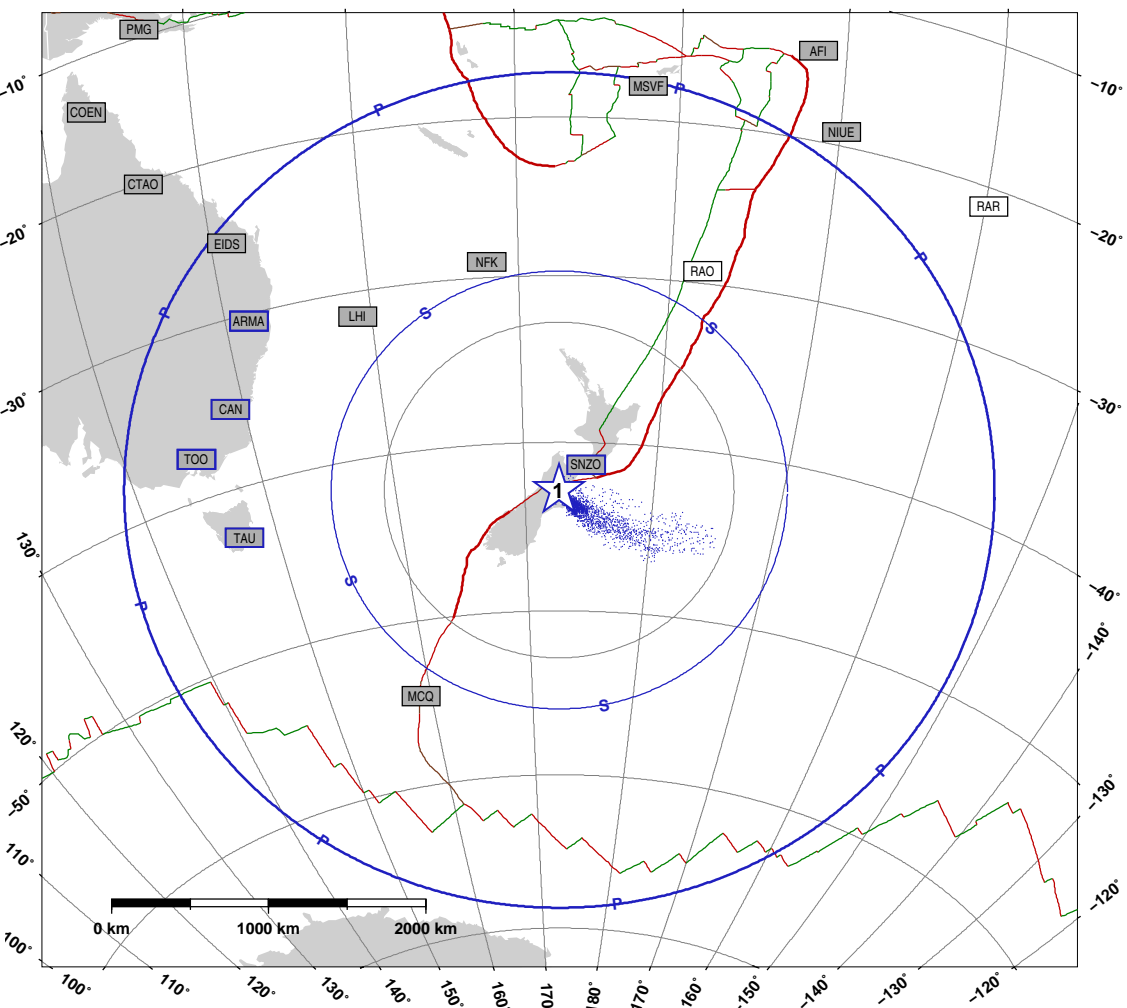 PMG
AFI
−10˚
MSVF
P
−10˚
P
COEN
NIUE
CTAO
RAR
−20˚
EIDS
−20˚
NFK
P
RAO
P
S
LHI
ARMA
S
−30˚
−30˚
CAN
TOO
SNZO
1
TAU
130˚
S
−40˚
P
−140˚
MCQ
S
120˚
P
−50˚
−130˚
P
110˚
P
−120˚
0 km 1000 km 2000 km
100˚
100˚ 110˚ 120˚ 130˚ 140˚ 150˚ 160˚ 170˚ 180˚ −160˚ −150˚ −140˚ −130˚ −120˚